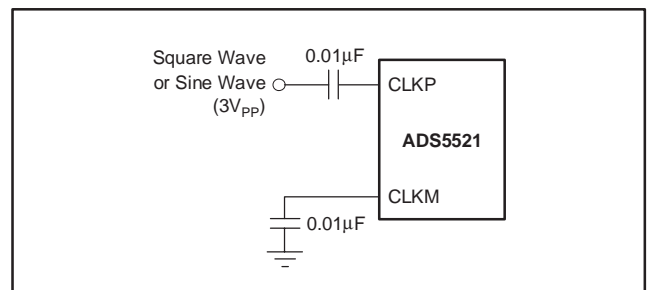 Square Wave
or Sine Wave
(3VPP)
0.01μF
CLKP
ADS5521
CLKM
0.01μF